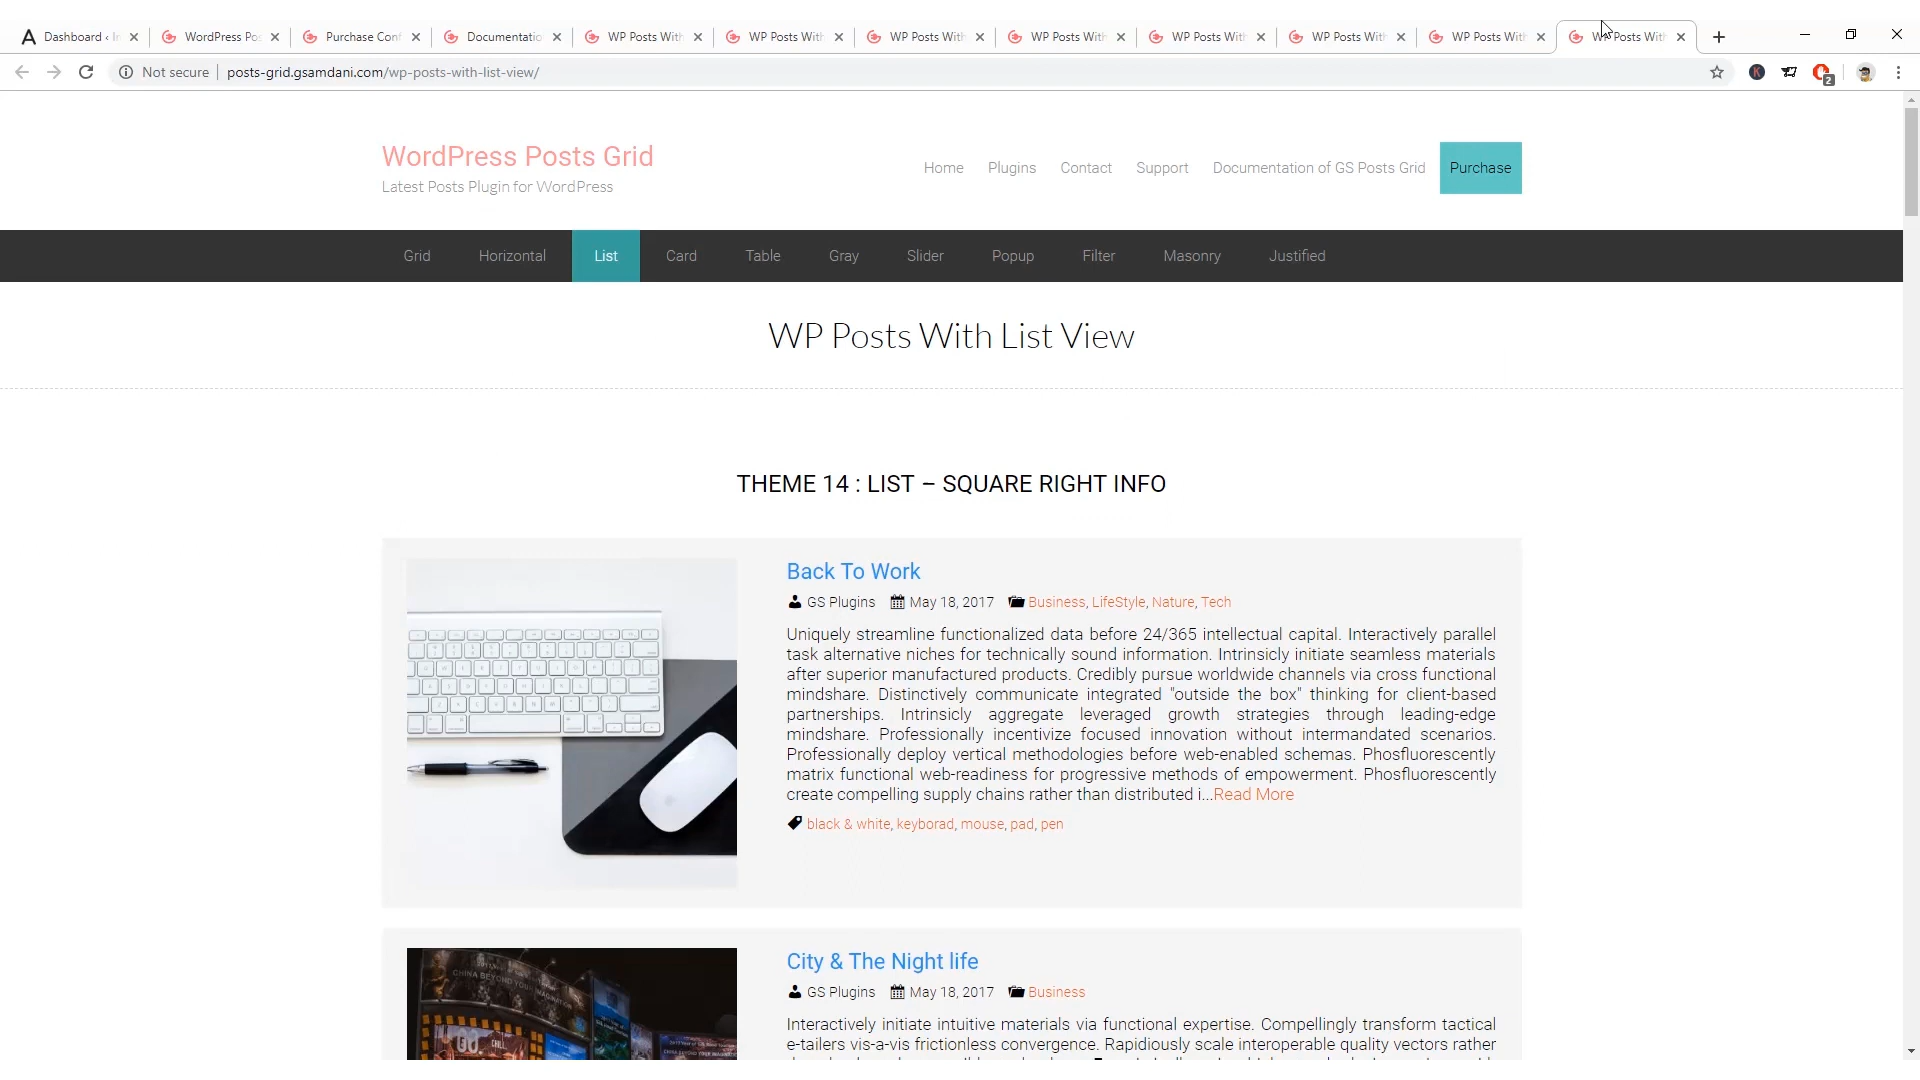 Dashboard ‹ In
WordPress Pos
Purchase Conf
Documentatio
WP Posts With
WP Posts With
WP Posts With
WP Posts With
WP Posts With
WP Posts With
WP Posts With
WP Posts With
Not secure
posts-grid.gsamdani.com/wp-posts-with-list-view/
K
2
WordPress Posts Grid
Latest Posts Plugin for WordPress
Home Plugins Contact Support Documentation of GS Posts Grid Purchase
Grid Horizontal List Card Table Gray Slider Popup Filter Masonry Justified
WP Posts With List View
THEME 14 : LIST – SQUARE RIGHT INFO
Back To Work
GS Plugins May 18, 2017 Business, LifeStyle, Nature, Tech
Uniquely streamline functionalized data before 24/365 intellectual capital. Interactively parallel
task alternative niches for technically sound information. Intrinsicly initiate seamless materials
after superior manufactured products. Credibly pursue worldwide channels via cross functional
mindshare. Distinctively communicate integrated "outside the box" thinking for client-based
partnerships. Intrinsicly aggregate leveraged growth strategies through leading-edge
mindshare. Professionally incentivize focused innovation without intermandated scenarios.
Professionally deploy vertical methodologies before web-enabled schemas. Phosfluorescently
matrix functional web-readiness for progressive methods of empowerment. Phosfluorescently
create compelling supply chains rather than distributed i...Read More
black & white, keyborad, mouse, pad, pen
CHINA BEYOND YOUR IMAGINATION
GO CHILL
City & The Night life
GS Plugins May 18, 2017 Business
Interactively initiate intuitive materials via functional expertise. Compellingly transform tactical
e-tailers vis-a-vis frictionless convergence. Rapidiously scale interoperable quality vectors rather